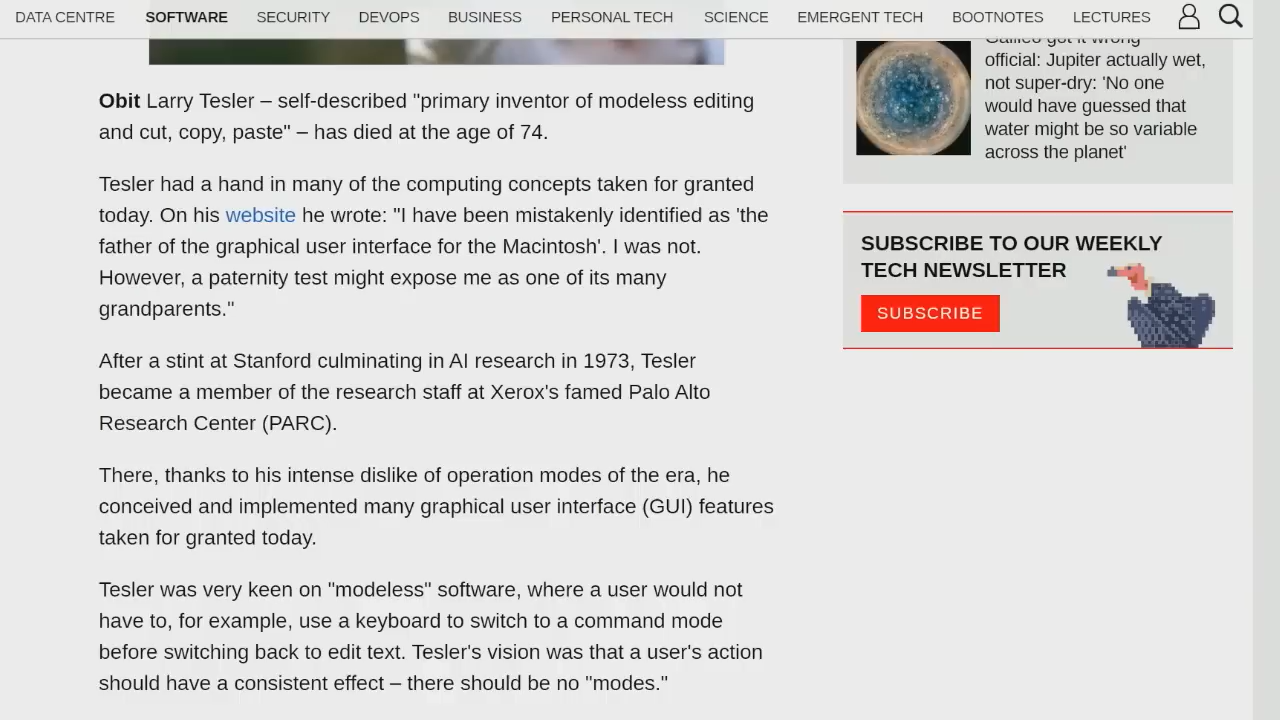 DATA CENTRE SOFTWARE SECURITY DEVOPS BUSINESS PERSONAL TECH SCIENCE EMERGENT TECH BOOTNOTES LECTURES
Obit Larry Tesler – self-described "primary inventor of modeless editing
and cut, copy, paste" – has died at the age of 74.
Tesler had a hand in many of the computing concepts taken for granted
today. On his website he wrote: "I have been mistakenly identified as 'the
father of the graphical user interface for the Macintosh'. I was not.
However, a paternity test might expose me as one of its many
grandparents."
After a stint at Stanford culminating in AI research in 1973, Tesler
became a member of the research staff at Xerox's famed Palo Alto
Research Center (PARC).
There, thanks to his intense dislike of operation modes of the era, he
conceived and implemented many graphical user interface (GUI) features
taken for granted today.
Tesler was very keen on "modeless" software, where a user would not
have to, for example, use a keyboard to switch to a command mode
before switching back to edit text. Tesler's vision was that a user's action
should have a consistent effect – there should be no "modes."
Galileo got it wrong
official: Jupiter actually wet,
not super-dry: 'No one
would have guessed that
water might be so variable
across the planet'
SUBSCRIBE TO OUR WEEKLY
TECH NEWSLETTER
SUBSCRIBE